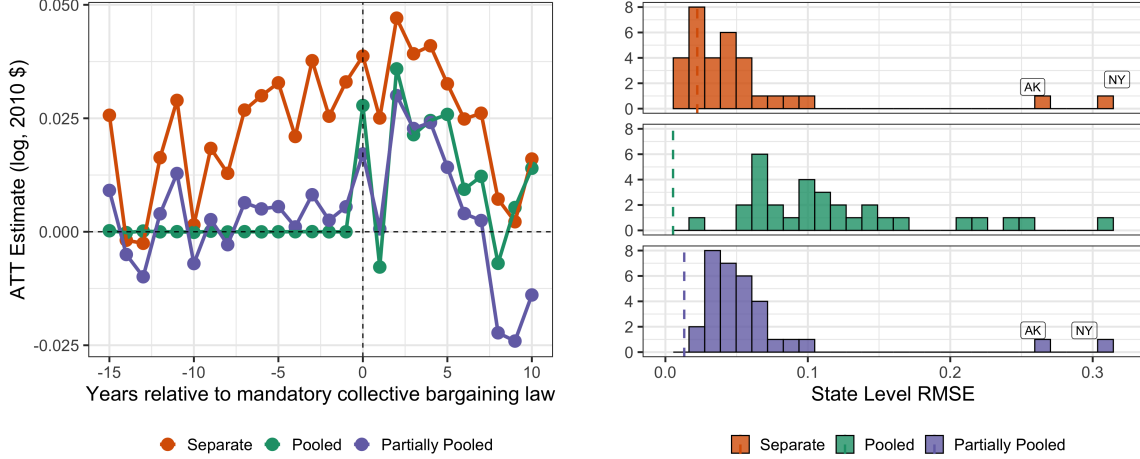 0.050
0.025
0.000
-0.025
ATT Estimate (log, 2010 $)
-15 -10 -5 0 5 10
Years relative to mandatory collective bargaining law
Separate Pooled Partially Pooled
8
6
4
2
0
AK NY
8
6
4
2
0
8
6
4
2
0
AK NY
0.0 0.1 0.2 0.3
State Level RMSE
Separate Pooled Partially Pooled